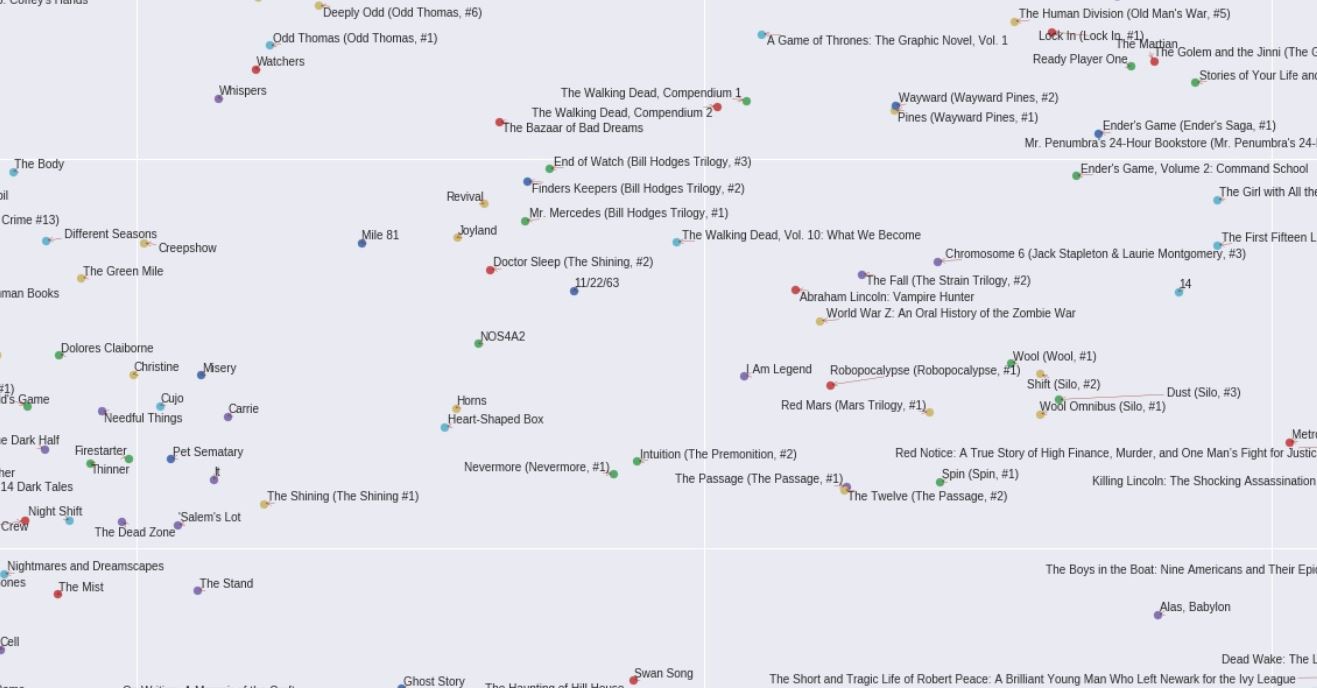 Deeply Odd (Odd Thomas, #6)
The Human Division (Old Man's War, #5)
Odd Thomas (Odd Thomas, #1)
A Game of Thrones: The Graphic Novel, Vol. 1
Lock In (Lock In, #1)
The Martian
The Golem and the Jinni (The G
Watchers
Ready Player One
Stories of Your Life and
Whispers
The Walking Dead, Compendium 1
Wayward (Wayward Pines, #2)
The Walking Dead, Compendium 2
Pines (Wayward Pines, #1)
The Bazaar of Bad Dreams
Ender's Game (Ender's Saga, #1)
Mr. Penumbra's 24-Hour Bookstore (Mr. Penumbra's 24-
The Body
End of Watch (Bill Hodges Trilogy, #3)
Ender's Game, Volume 2: Command School
Finders Keepers (Bill Hodges Trilogy, #2)
The Girl with All the
Revival
Mr. Mercedes (Bill Hodges Trilogy, #1)
Crime #13)
Different Seasons
Creepshow
Mile 81
Joyland
The Walking Dead, Vol. 10: What We Become
The First Fifteen L
Chromosome 6 (Jack Stapleton & Laurie Montgomery, #3)
The Green Mile
Doctor Sleep (The Shining, #2)
The Fall (The Strain Trilogy, #2)
11/22/63
14
man Books
Abraham Lincoln: Vampire Hunter
World War Z: An Oral History of the Zombie War
NOS4A2
Dolores Claiborne
Wool (Wool, #1)
Christine
Misery
I Am Legend
Robopocalypse (Robopocalypse, #1)
Shift (Silo, #2)
#1)
d's Game
Cujo
Dust (Silo, #3)
Needful Things
Carrie
Horns
Red Mars (Mars Trilogy, #1)
Wool Omnibus (Silo, #1)
Heart-Shaped Box
e Dark Half
Metro
Firestarter
Pet Sematary
Intuition (The Premonition, #2)
Red Notice: A True Story of High Finance, Murder, and One Man's Fight for Justic
Thinner
It
Nevermore (Nevermore, #1)
The Passage (The Passage, #1)
Spin (Spin, #1)
Killing Lincoln: The Shocking Assassination
her
14 Dark Tales
The Shining (The Shining #1)
The Twelve (The Passage, #2)
Night Shift
Crew
'Salem's Lot
The Dead Zone
Nightmares and Dreamscapes
The Boys in the Boat: Nine Americans and Their Epi
ones
The Mist
The Stand
Alas, Babylon
Cell
Dead Wake: The L
Ghost Story
Swan Song
The Short and Tragic Life of Robert Peace: A Brilliant Young Man Who Left Newark for the Ivy League